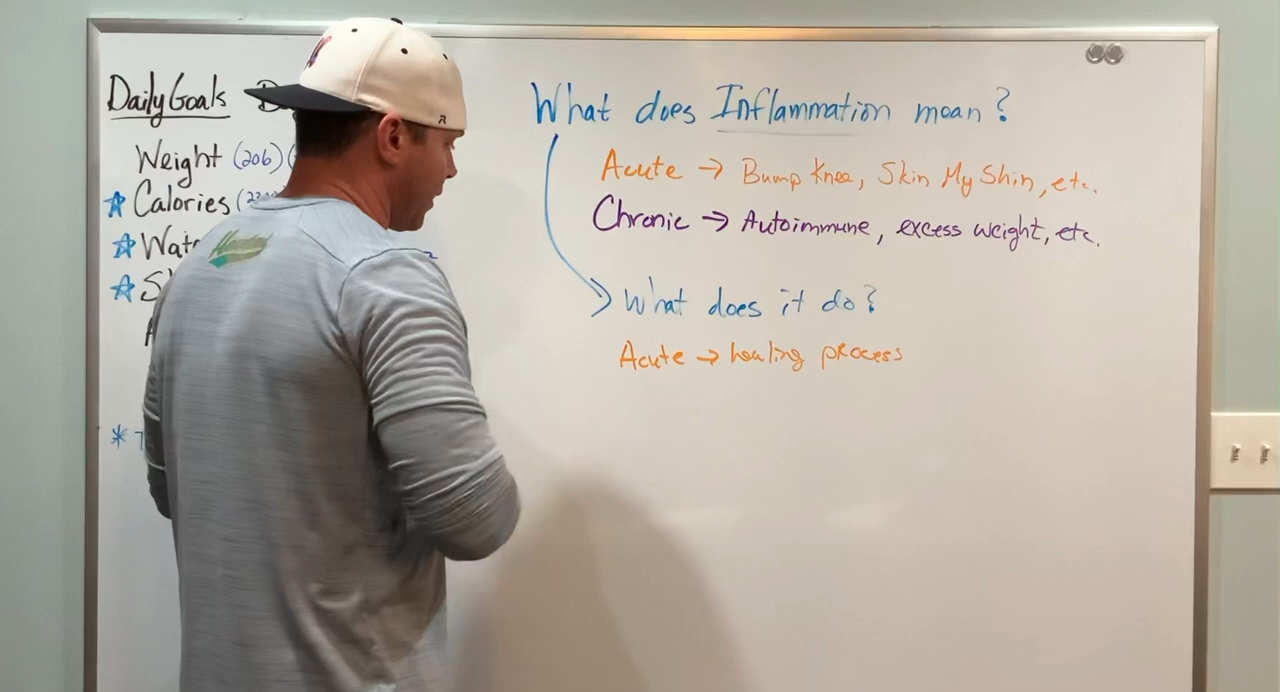 Daily Goals
Weight (206)
Calories
What does Inflammation mean?
Acute → Bump Knee, Skin My Shin, etc.
Chronic → Autoimmune, excess weight, etc.
What does it do?
Acute → healing process